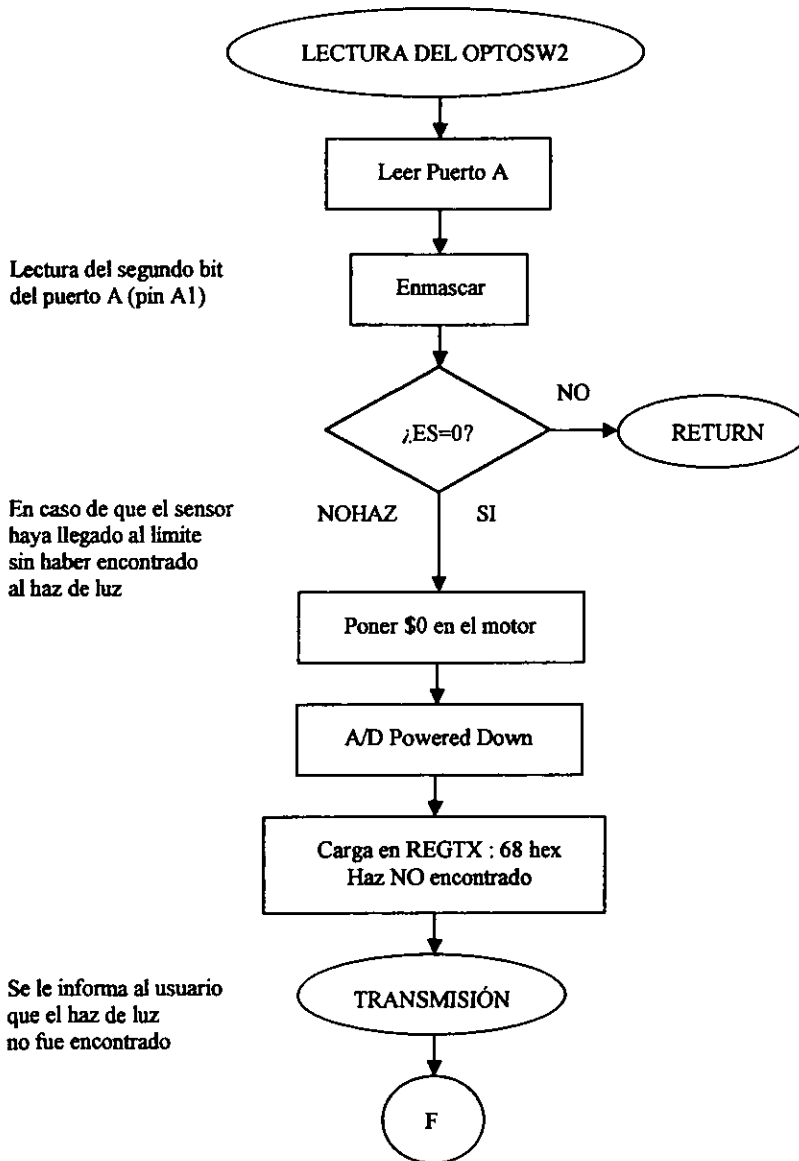 LECTURA DEL OPTOSW2
Leer Puerto A
Lectura del segundo bit
del puerto A (pin A1)
Enmascar
¿ES=0?
NO
RETURN
En caso de que el sensor
haya llegado al límite
sin haber encontrado
al haz de luz
NOHAZ
SI
Poner $0 en el motor
A/D Powered Down
Carga en REGTX : 68 hex
Haz NO encontrado
Se le informa al usuario
que el haz de luz
no fue encontrado
TRANSMISIÓN
F